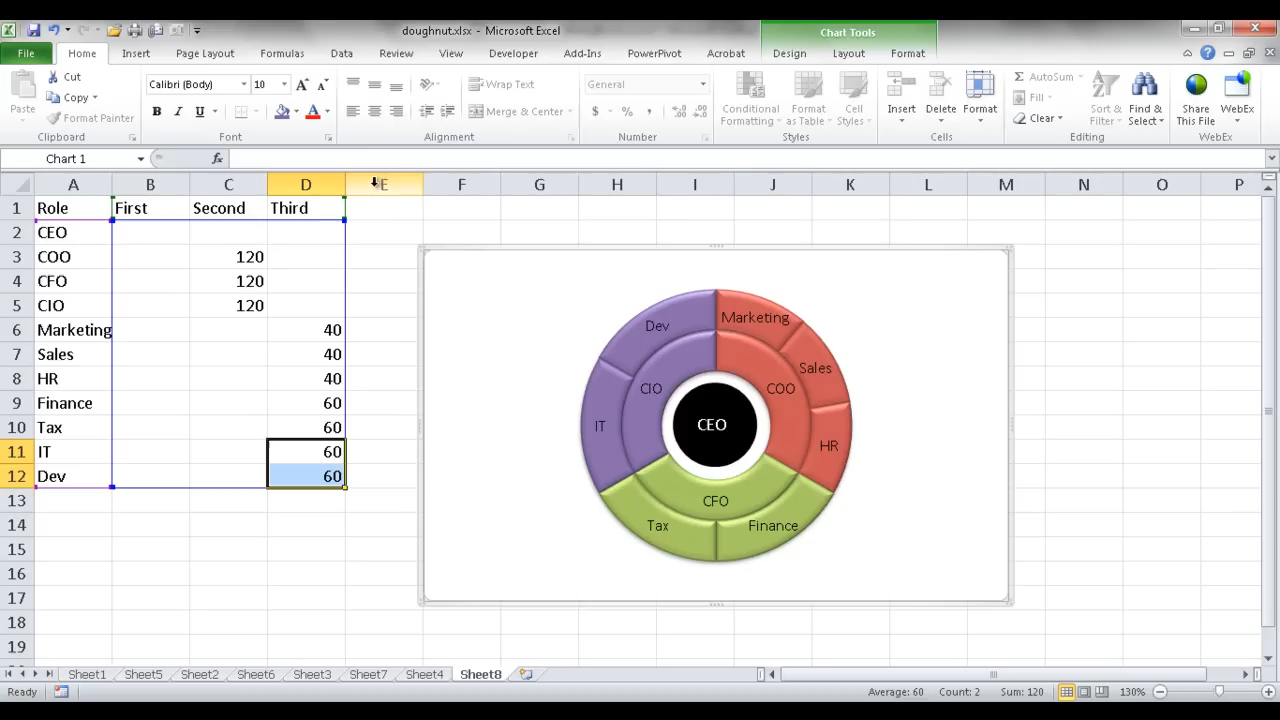 doughnut.xlsx - Microsoft Excel
Chart Tools
File Home Insert Page Layout Formulas Data Review View Developer Add-Ins PowerPivot Acrobat Design Layout Format
Paste
Cut
Copy
Format Painter
Clipboard
Calibri (Body) 10
B I U
Font
Wrap Text
Merge & Center
Alignment
General
$ % ,
Number
Conditional Formatting
Format as Table
Cell Styles
Styles
Insert Delete Format
Cells
Σ AutoSum
Fill
Clear
Sort & Filter
Find & Select
Editing
Share This File
WebEx
WebEx
Chart 1
fx
A B C D E F G H I J K L M N O P
1 Role First Second Third
2 CEO
3 COO 120
4 CFO 120
5 CIO 120
6 Marketing 40
7 Sales 40
8 HR 40
9 Finance 60
10 Tax 60
11 IT 60
12 Dev 60
13
14
15
16
17
18
19
Dev Marketing
Sales
CIO COO
CEO
IT
HR
CFO
Tax Finance
Sheet1 Sheet5 Sheet2 Sheet6 Sheet3 Sheet7 Sheet4 Sheet8
Ready
Average: 60 Count: 2 Sum: 120 130%